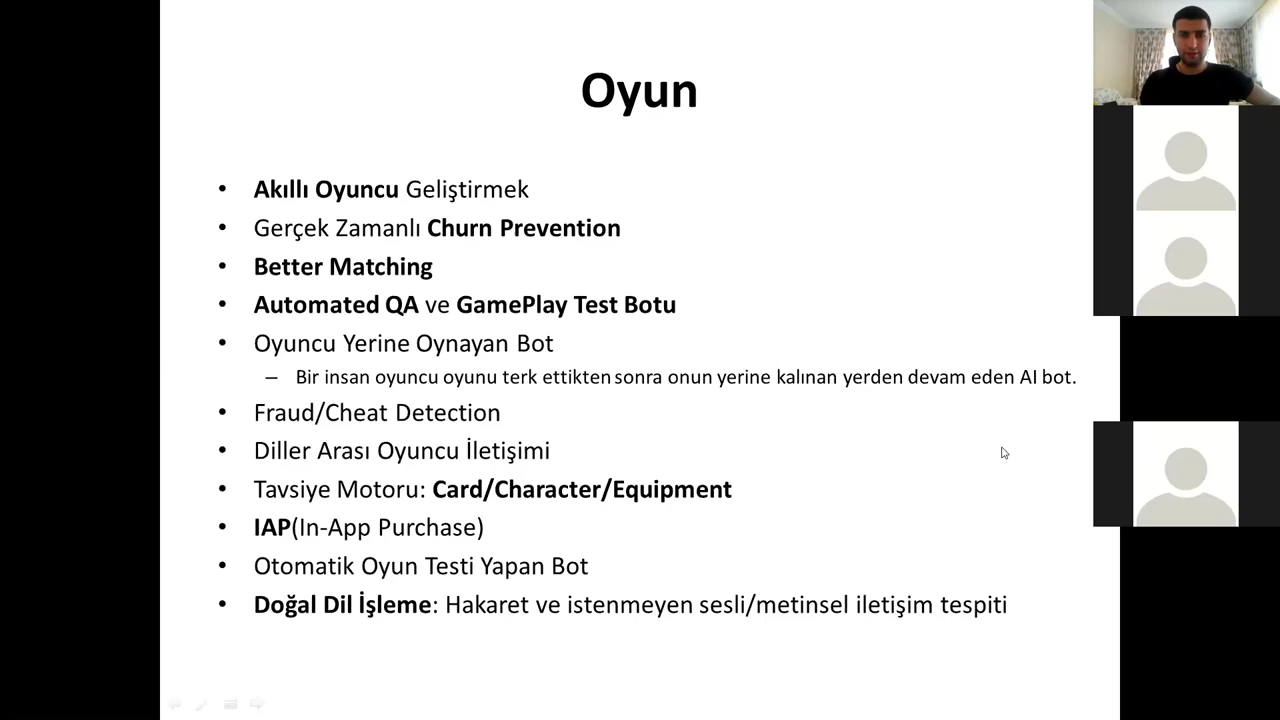 Oyun
• Akıllı Oyuncu Geliştirmek
• Gerçek Zamanlı Churn Prevention
• Better Matching
• Automated QA ve GamePlay Test Botu
• Oyuncu Yerine Oynayan Bot
– Bir insan oyuncu oyunu terk ettikten sonra onun yerine kalınan yerden devam eden AI bot.
• Fraud/Cheat Detection
• Diller Arası Oyuncu İletişimi
• Tavsiye Motoru: Card/Character/Equipment
• IAP(In-App Purchase)
• Otomatik Oyun Testi Yapan Bot
• Doğal Dil İşleme: Hakaret ve istenmeyen sesli/metinsel iletişim tespiti